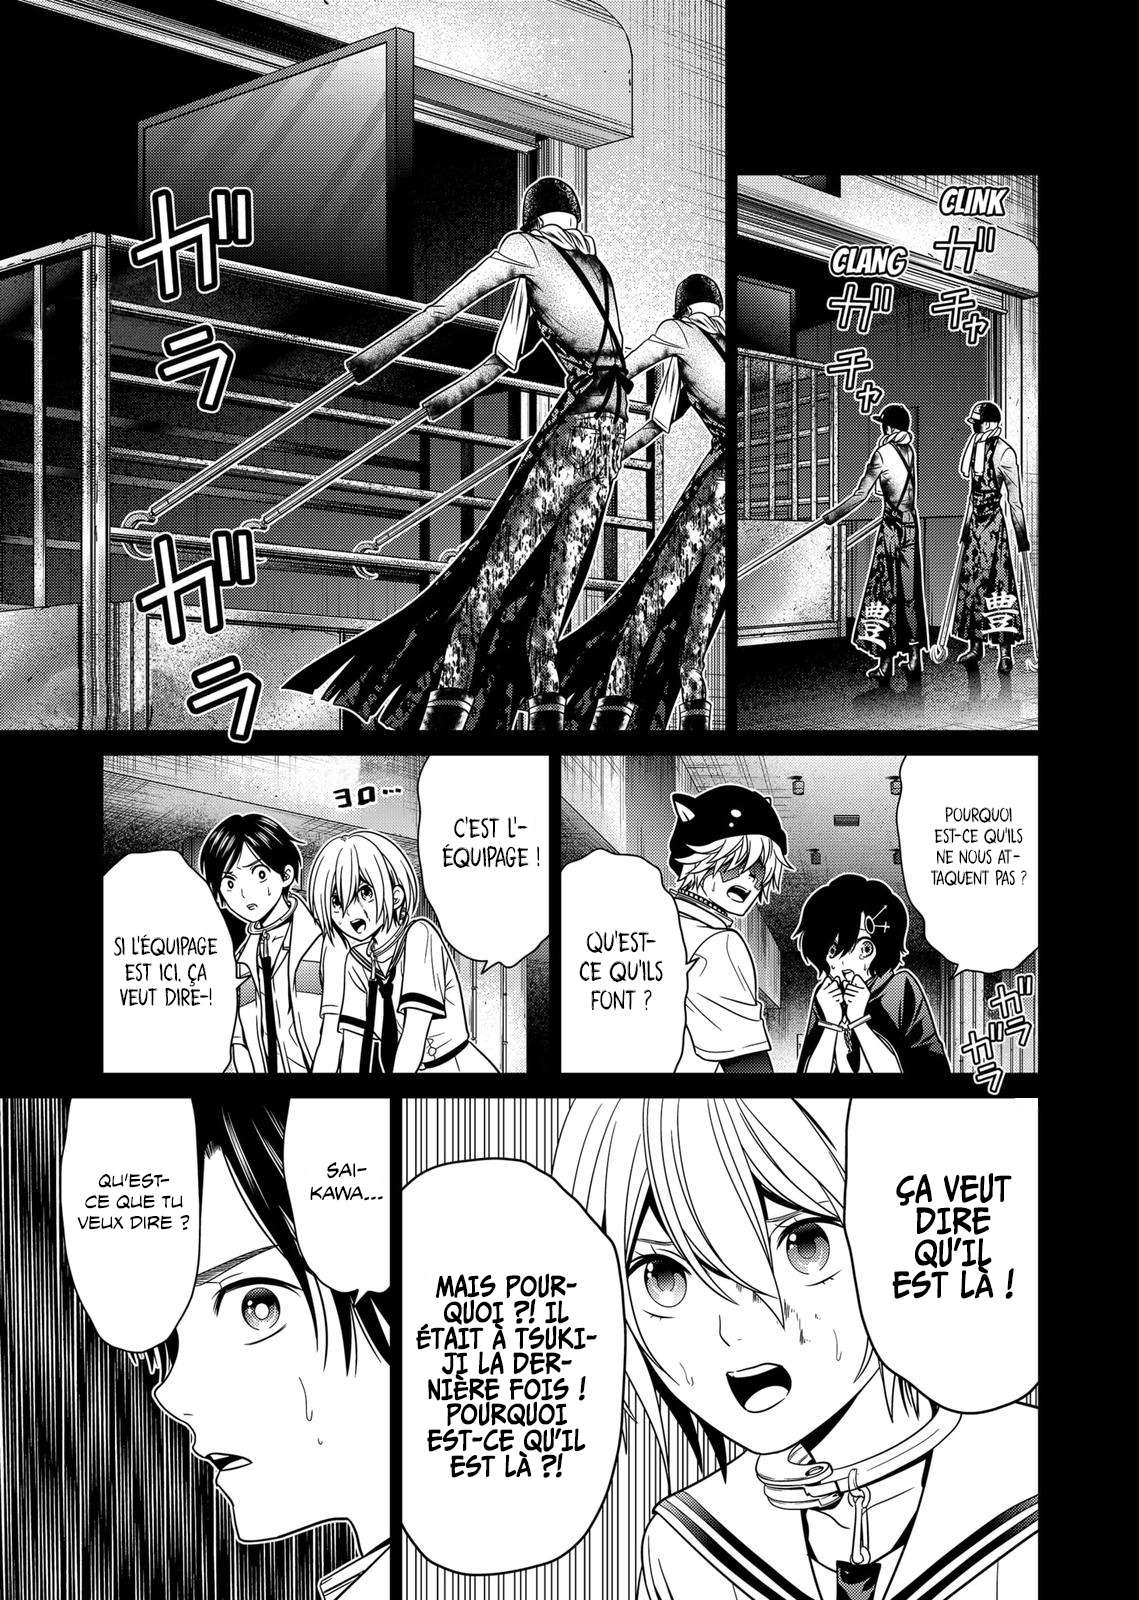 CLINK
ガチャ
CLANG
ガチャ
豊
豊
ガラ
ガラ
POURQUOI
EST-CE QU'ILS
NE NOUS AT-
TAQUENT PAS ?
QU'EST-
CE QU'ILS
FONT ?
ガラ
ガラ
C'EST L'-
ÉQUIPAGE !
ヨロ...
SI L'ÉQUIPAGE
EST ICI, ÇA
VEUT DIRE-!
ÇA VEUT
DIRE
QU'IL
EST LÀ !
MAIS POUR-
QUOI ?! IL
ÉTAIT À TSUKI-
JI LA DER-
NIÈRE FOIS !
POURQUOI
EST-CE QU'IL
EST LÀ ?!
SAI-
KAWA...
QU'EST-
CE QUE TU
VEUX DIRE ?